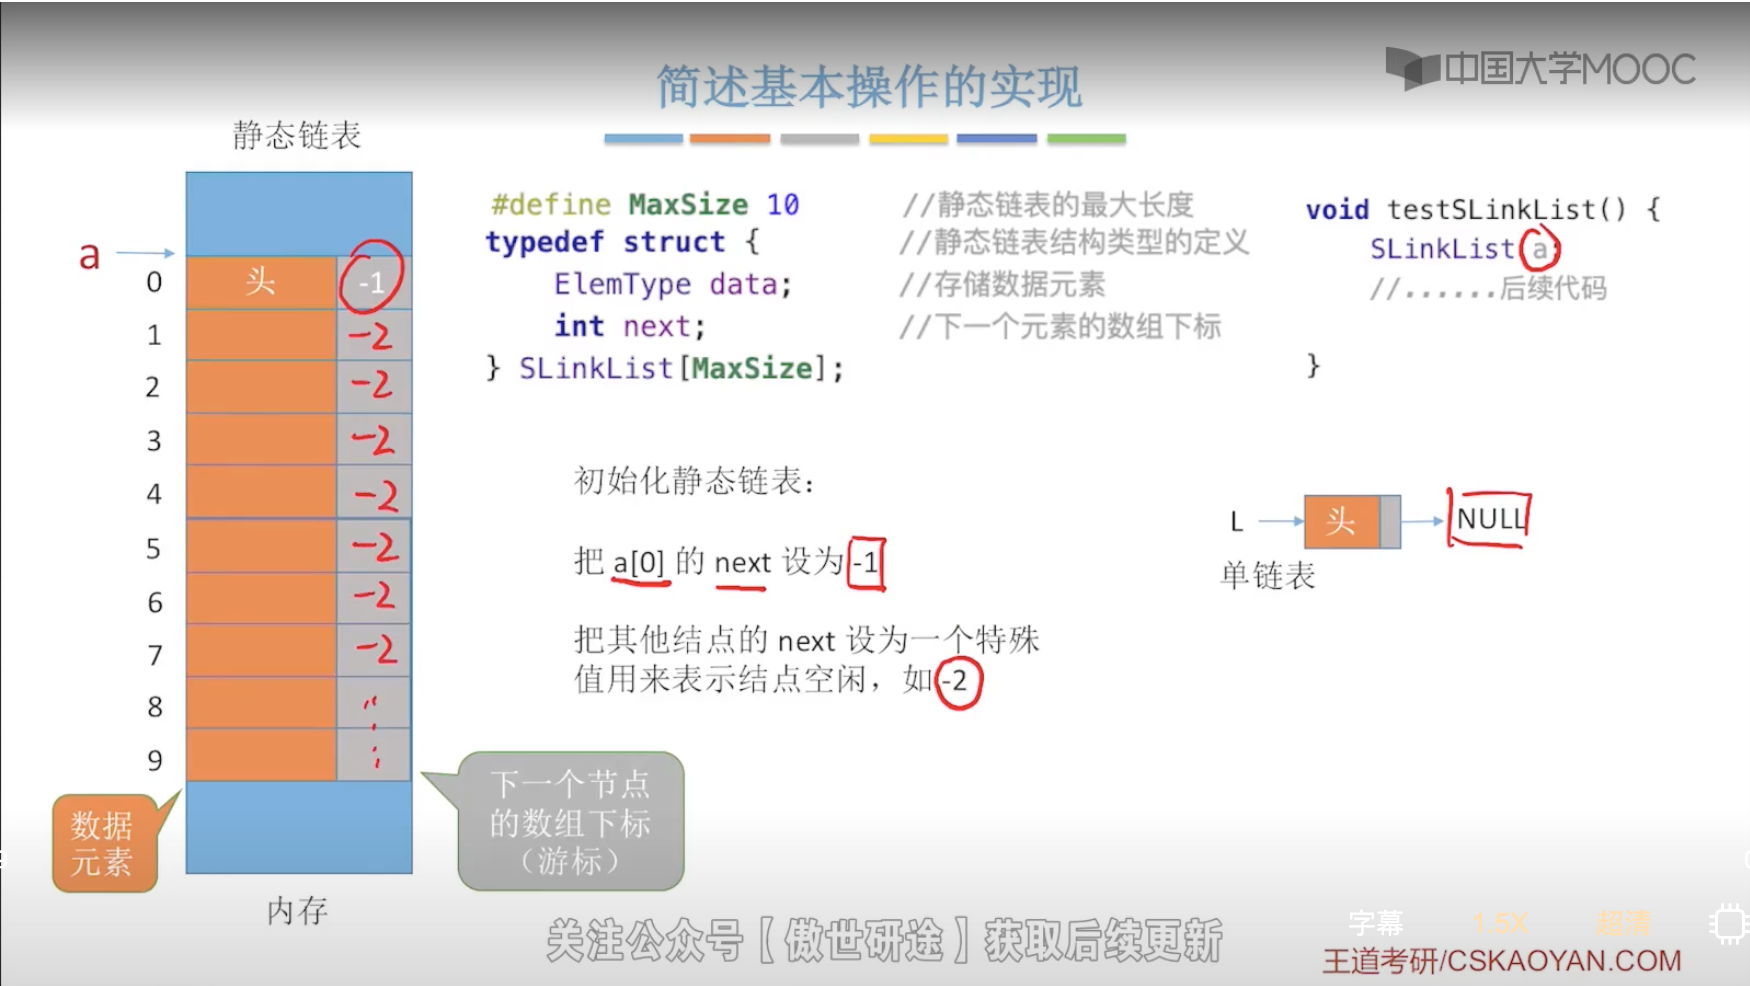 中国大学MOOC
简述基本操作的实现
静态链表
a
0 头 -1
1 -2
2 -2
3 -2
4 -2
5 -2
6 -2
7 -2
8
9
数据
元素
内存
下一个节点
的数组下标
（游标）
#define MaxSize 10 //静态链表的最大长度
typedef struct { //静态链表结构类型的定义
ElemType data; //存储数据元素
int next; //下一个元素的数组下标
} SLinkList[MaxSize];
void testSLinkList() {
SLinkList a;
//......后续代码
}
初始化静态链表：
把 a[0] 的 next 设为 -1
把其他结点的 next 设为一个特殊
值用来表示结点空闲，如 -2
L 头 NULL
单链表
关注公众号【傲世研途】获取后续更新
字幕 1.5X 超清
王道考研/CSKAOYAN.COM